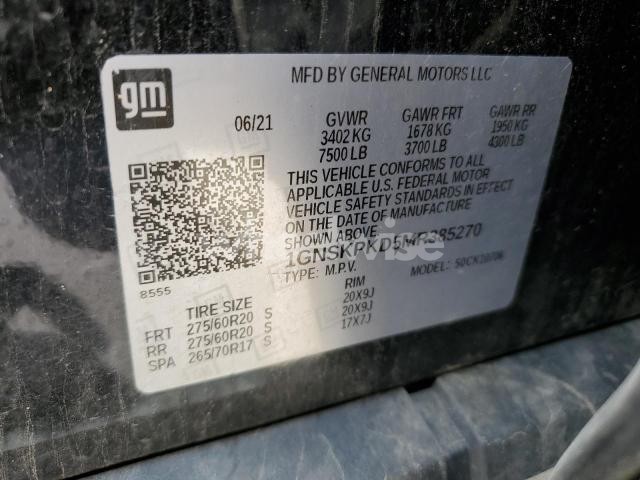 gm
MFD BY GENERAL MOTORS LLC
06/21 GVWR GAWR FRT GAWR RR
3402 KG 1678 KG 1950 KG
7500 LB 3700 LB 4300 LB
THIS VEHICLE CONFORMS TO ALL
APPLICABLE U.S. FEDERAL MOTOR
VEHICLE SAFETY STANDARDS IN EFFECT
ON THE DATE OF MANUFACTURE
SHOWN ABOVE.
1GNSKPKD5MR385270
TYPE: M.P.V. MODEL:
8555
TIRE SIZE RIM
FRT 275/60R20 S 20X9J
RR 275/60R20 S 20X9J
SPA 265/70R17 S 17X7J